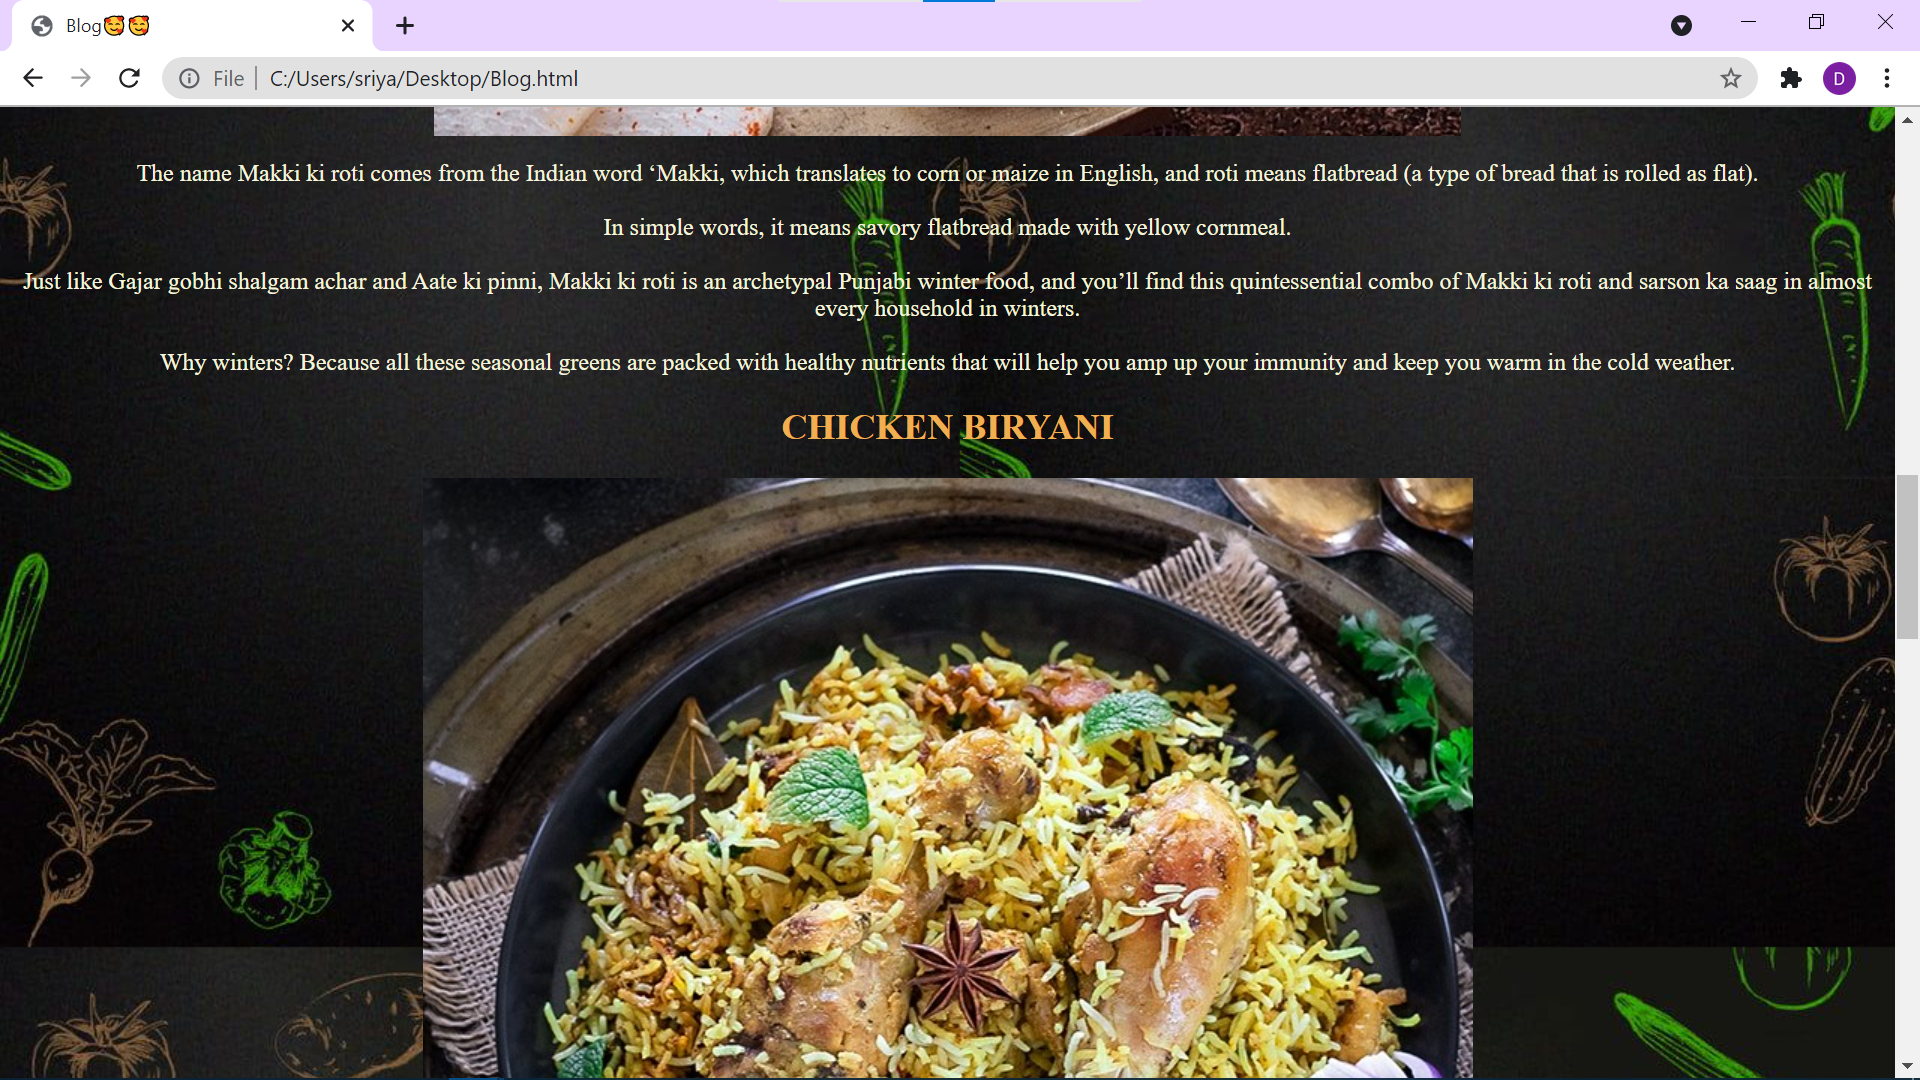 Blog🥰🥰
File
C:/Users/sriya/Desktop/Blog.html
D
The name Makki ki roti comes from the Indian word ‘Makki, which translates to corn or maize in English, and roti means flatbread (a type of bread that is rolled as flat).
In simple words, it means savory flatbread made with yellow cornmeal.
Just like Gajar gobhi shalgam achar and Aate ki pinni, Makki ki roti is an archetypal Punjabi winter food, and you’ll find this quintessential combo of Makki ki roti and sarson ka saag in almost
every household in winters.
Why winters? Because all these seasonal greens are packed with healthy nutrients that will help you amp up your immunity and keep you warm in the cold weather.
CHICKEN BIRYANI